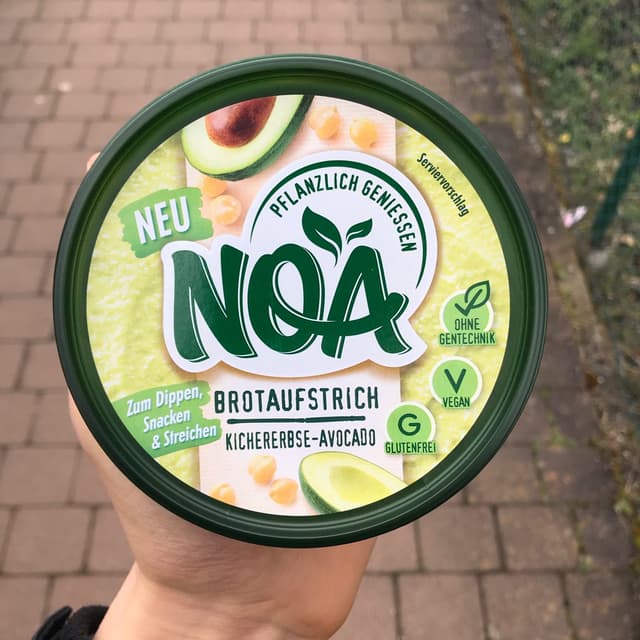 Serviervorschlag
PFLANZLICH GENIESSEN
NEU
NOA
OHNE
GENTECHNIK
V
VEGAN
Zum Dippen,
Snacken
& Streichen
BROTAUFSTRICH
KICHERERBSE-AVOCADO
G
GLUTENFREI